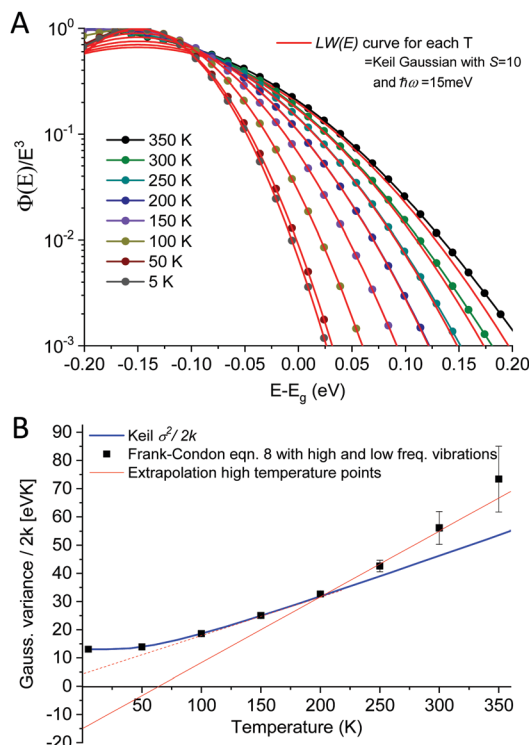 A
LW(E) curve for each T
=Keil Gaussian with S=10
and ħω=15meV
350 K
300 K
250 K
200 K
150 K
100 K
50 K
5 K
Φ(E)/E³
10⁰
10⁻¹
10⁻²
10⁻³
-0.20 -0.15 -0.10 -0.05 0.00 0.05 0.10 0.15 0.20
E-Eg (eV)
B
Keil σ²/ 2k
Frank-Condon eqn. 8 with high and low freq. vibrations
Extrapolation high temperature points
Gauss. variance / 2k [eVK]
90
80
70
60
50
40
30
20
10
0
-10
-20
0 50 100 150 200 250 300 350
Temperature (K)